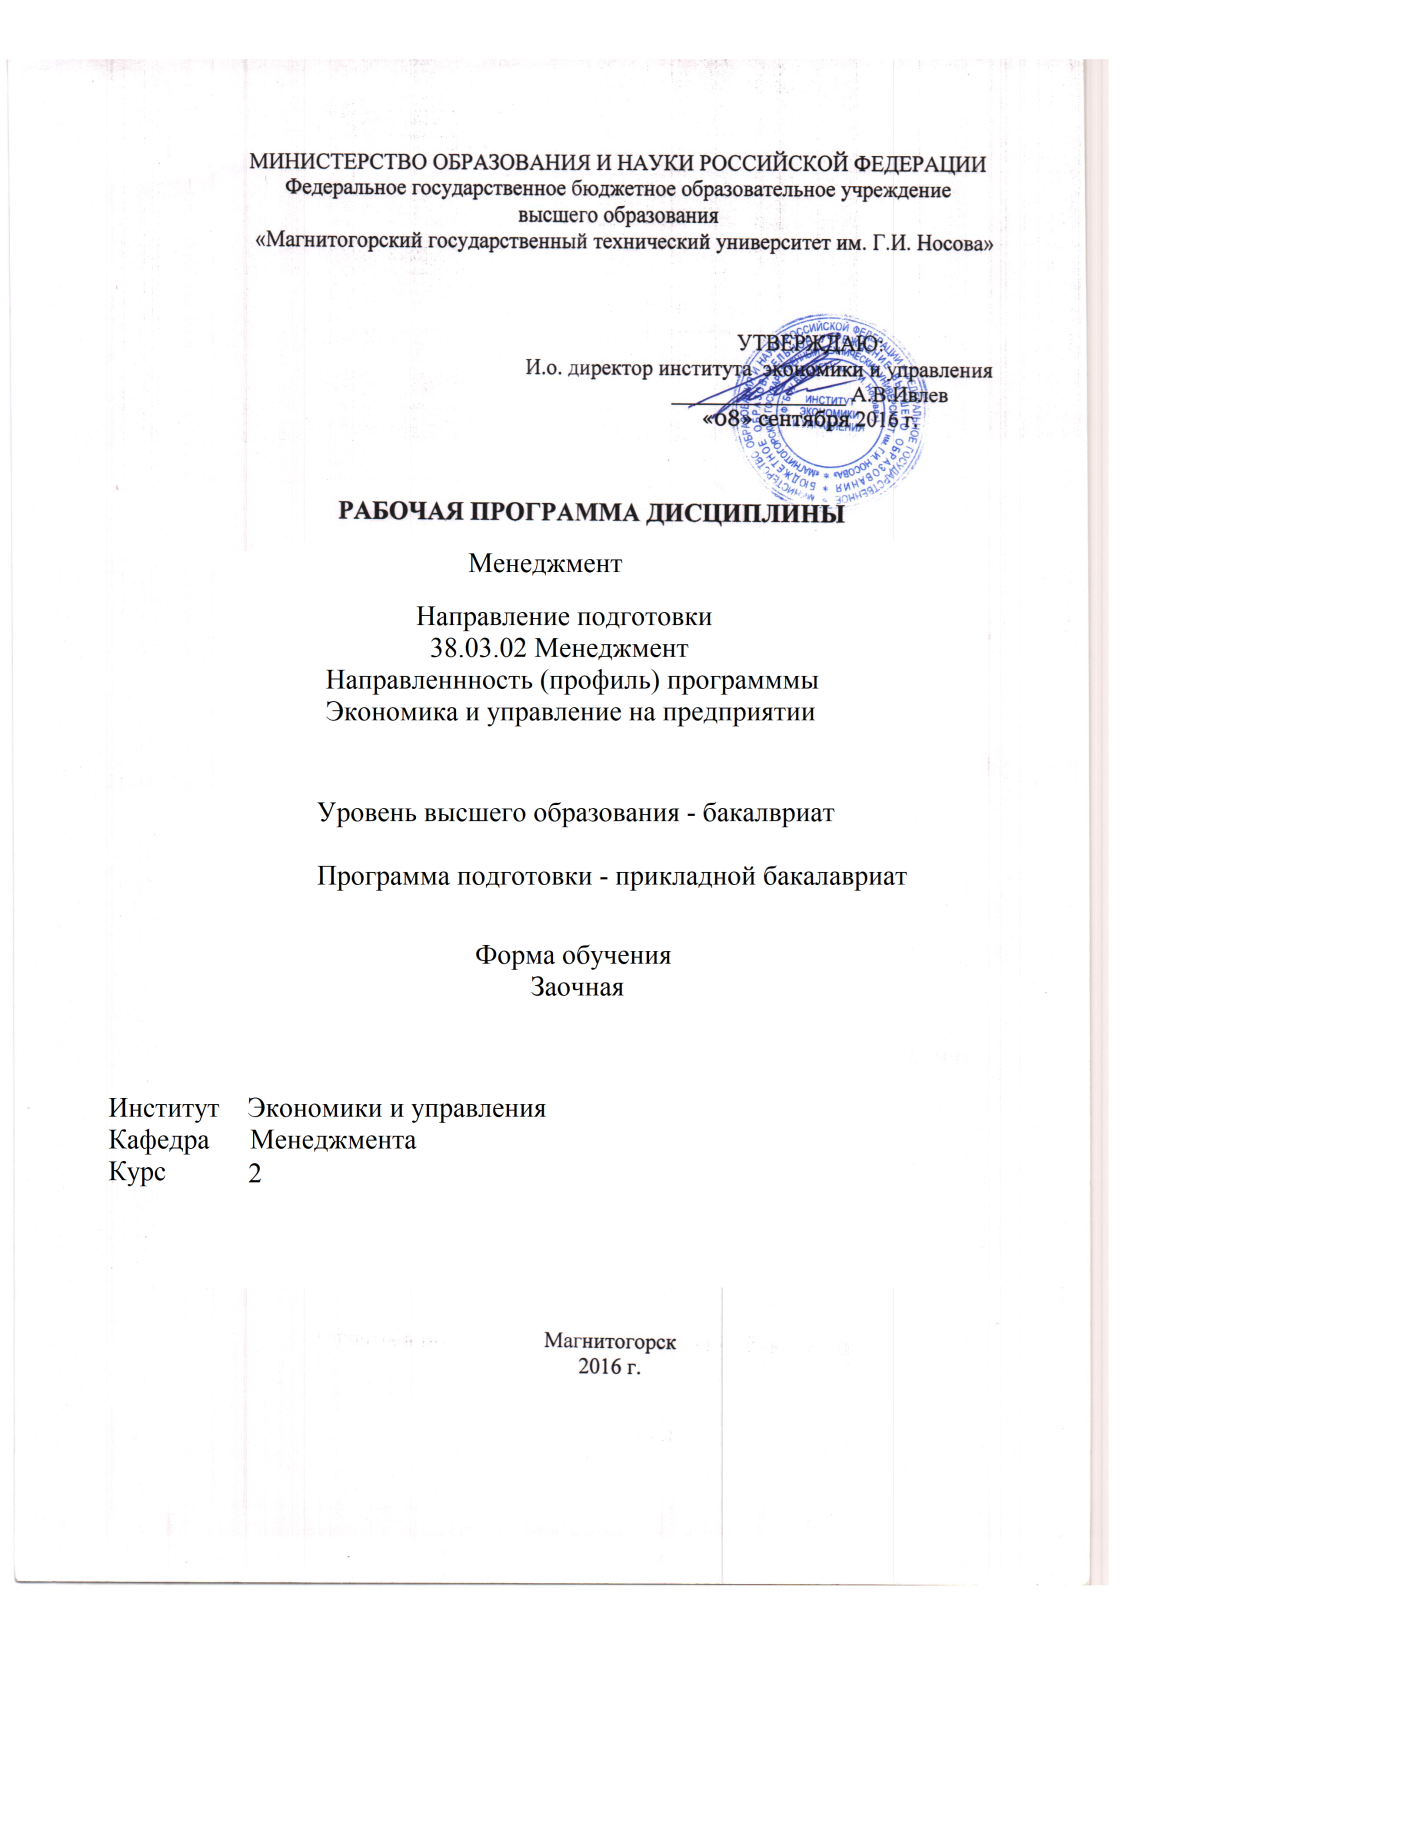 МИНИСТЕРСТВО ОБРАЗОВАНИЯ И НАУКИ РОССИЙСКОЙ ФЕДЕРАЦИИ
Федеральное государственное бюджетное образовательное учреждение
высшего образования
«Магнитогорский государственный технический университет им. Г.И. Носова»
УТВЕРЖДАЮ:
И.о. директор института экономики и управления
А.В.Ивлев
«08» сентября 2016 г.
ИНСТИТУТ
ЭКОНОМИКИ
И УПРАВЛЕНИЯ
РАБОЧАЯ ПРОГРАММА ДИСЦИПЛИНЫ
Менеджмент
Направление подготовки
38.03.02 Менеджмент
Направленнность (профиль) программмы
Экономика и управление на предприятии
Уровень высшего образования - бакалвриат
Программа подготовки - прикладной бакалавриат
Форма обучения
Заочная
Институт Экономики и управления
Кафедра Менеджмента
Курс 2
Магнитогорск
2016 г.